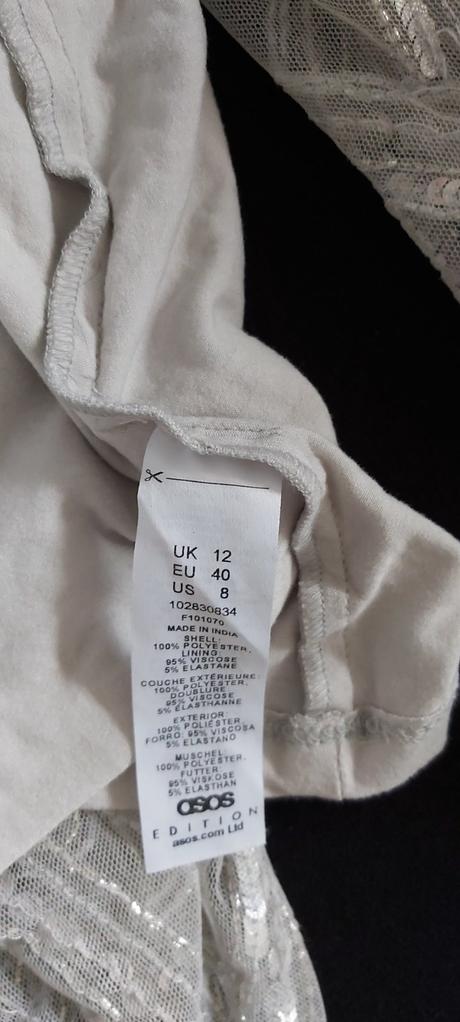 UK 12
EU 40
US 8
102830834
F101070
MADE IN INDIA
SHELL:
100% POLYESTER.
LINING:
95% VISCOSE
5% ELASTANE
COUCHE EXTÉRIEURE:
100% POLYESTER.
DOUBLURE
95% VISCOSE
5% ELASTHANNE
EXTERIOR:
100% POLIÉSTER.
FORRO: 95% VISCOSA
5% ELASTANO
MUSCHEL:
100% POLYESTER.
FUTTER:
95% VISKOSE
5% ELASTHAN
asos
EDITION
asos.com Ltd